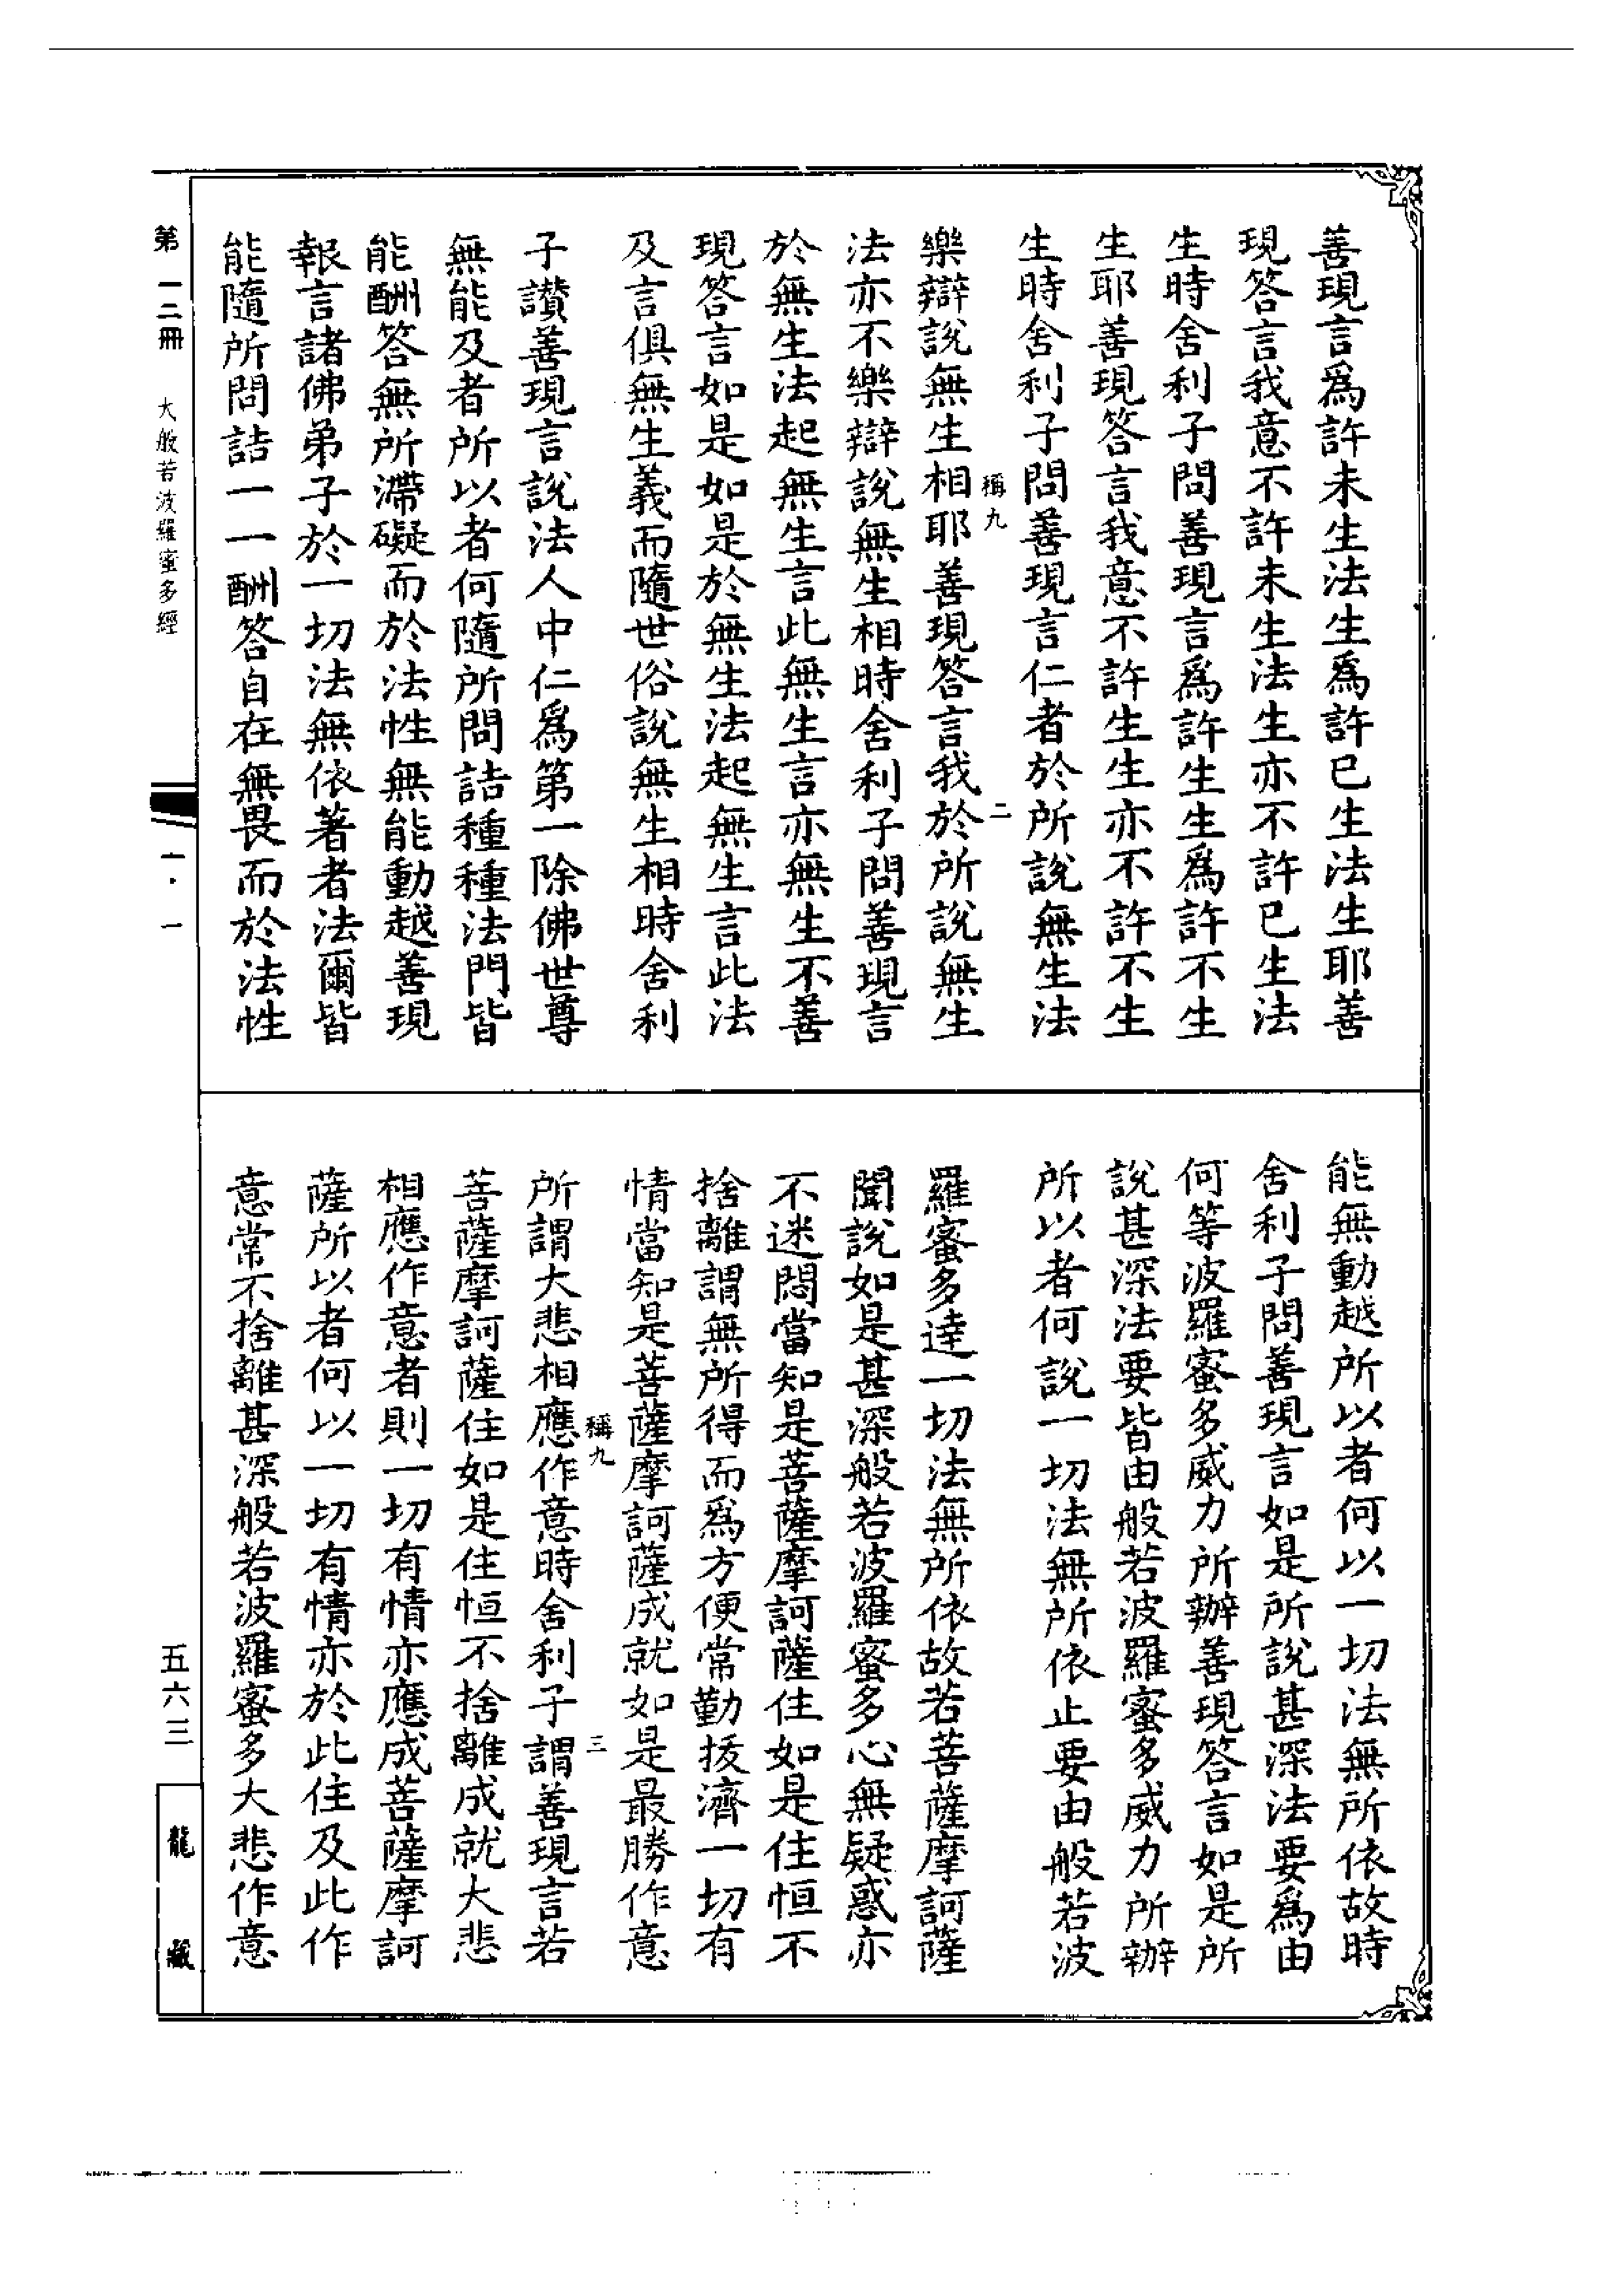 善現言爲許未生法生爲許已生法生耶善
現答言我意不許未生法生亦不許已生法
生時舍利子問善現言爲許生生爲許不生
生耶善現答言我意不許生生亦不許不生
生時舍利子問善現言仁者於所說無生法
稱九 二
樂辯說無生相耶善現答言我於所說無生
法亦不樂辯說無生相時舍利子問善現言
於無生法起無生言此無生言亦無生不善
現答言如是如是於無生法起無生言此法
及言俱無生義而隨世俗說無生相時舍利
子讚善現言說法人中仁爲第一除佛世尊
無能及者所以者何隨所問詰種種法門皆
能酬答無所滯礙而於法性無能動越善現
報言諸佛弟子於一切法無依著者法爾皆
能隨所問詰一一酬答自在無畏而於法性
能無動越所以者何以一切法無所依故時
舍利子問善現言如是所說甚深法要爲由
何等波羅蜜多威力所辦善現答言如是所
說甚深法要皆由般若波羅蜜多威力所辦
所以者何說一切法無所依止要由般若波
羅蜜多達一切法無所依故若菩薩摩訶薩
聞說如是甚深般若波羅蜜多心無疑惑亦
不迷悶當知是菩薩摩訶薩住如是住恒不
捨離謂無所得而爲方便常勤拔濟一切有
情當知是菩薩摩訶薩成就如是最勝作意
稱九 三
所謂大悲相應作意時舍利子謂善現言若
菩薩摩訶薩住如是住恒不捨離成就大悲
相應作意者則一切有情亦應成菩薩摩訶
薩所以者何以一切有情亦於此住及此作
意常不捨離甚深般若波羅蜜多大悲作意
第一二冊 大般若波羅蜜多經
一·一
五六三
龍藏